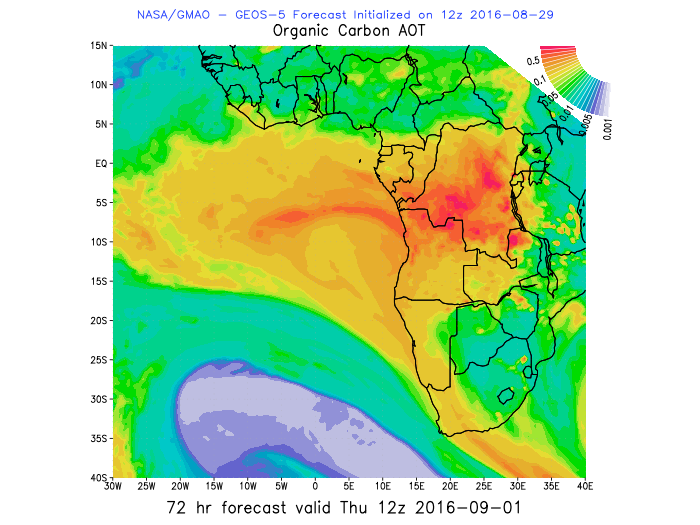 NASA/GMAO - GEOS-5 Forecast Initialized on 12z 2016-08-29
Organic Carbon AOT
0.5
0.1
0.05
0.01
0.005
0.001
15N
10N
5N
EQ
5S
10S
15S
20S
25S
30S
35S
40S
30W 25W 20W 15W 10W 5W 0 5E 10E 15E 20E 25E 30E 35E 40E
72 hr forecast valid Thu 12z 2016-09-01